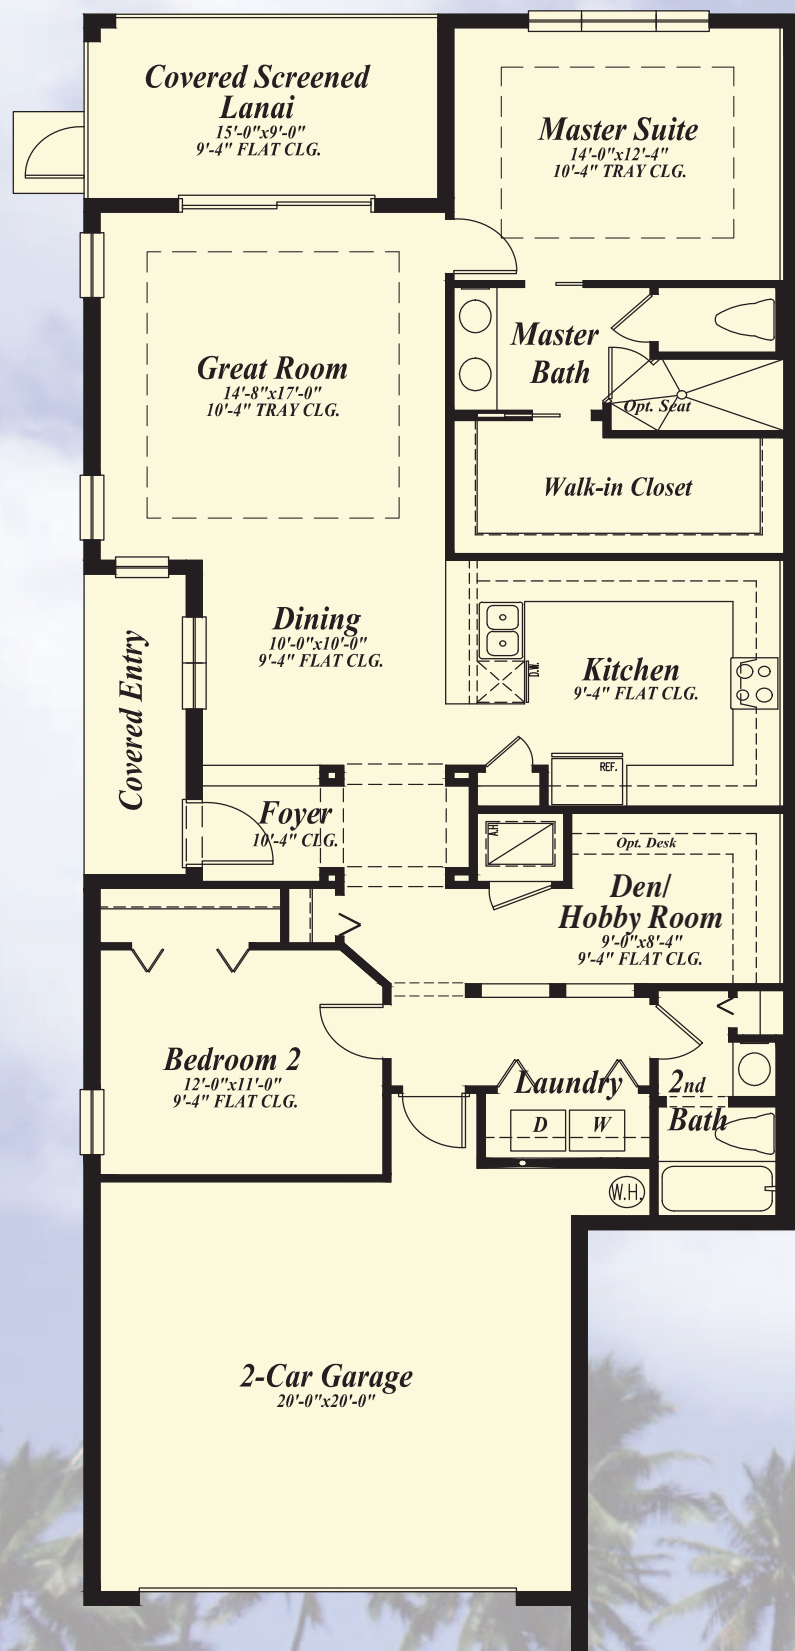 Covered Screened
Lanai
15'-0"x9'-0"
9'-4" FLAT CLG.
Master Suite
14'-0"x12'-4"
10'-4" TRAY CLG.
Great Room
14'-8"x17'-0"
10'-4" TRAY CLG.
Master
Bath
Opt. Seat
Walk-in Closet
Dining
10'-0"x10'-0"
9'-4" FLAT CLG.
Covered Entry
D.W.
Kitchen
9'-4" FLAT CLG.
REF.
Foyer
10'-4" CLG.
A.H.
Opt. Desk
Den/
Hobby Room
9'-0"x8'-4"
9'-4" FLAT CLG.
Bedroom 2
12'-0"x11'-0"
9'-4" FLAT CLG.
Laundry
D
W
2nd
Bath
W.H.
2-Car Garage
20'-0"x20'-0"